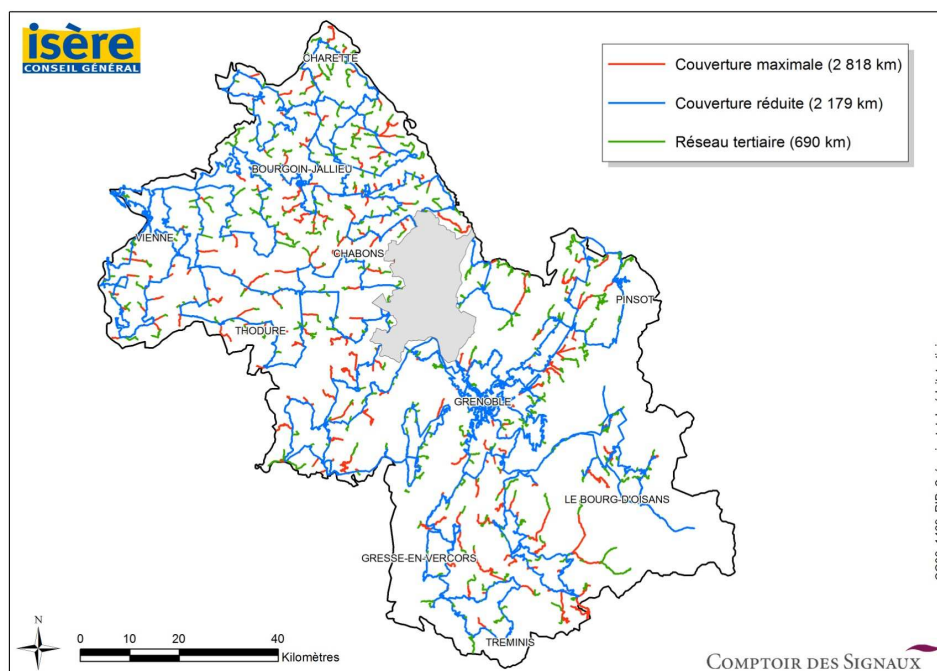 isère
CONSEIL GÉNÉRAL
Couverture maximale (2 818 km)
Couverture réduite (2 179 km)
Réseau tertiaire (690 km)
CHARETTE
BOURGOIN-JALLIEU
VIENNE
CHABONS
PINSOT
THODURE
GRENOBLE
LE BOURG-D'OISANS
GRESSE-EN-VERCORS
TREMINIS
N
0 10 20 40
Kilomètres
COMPTOIR DES SIGNAUX